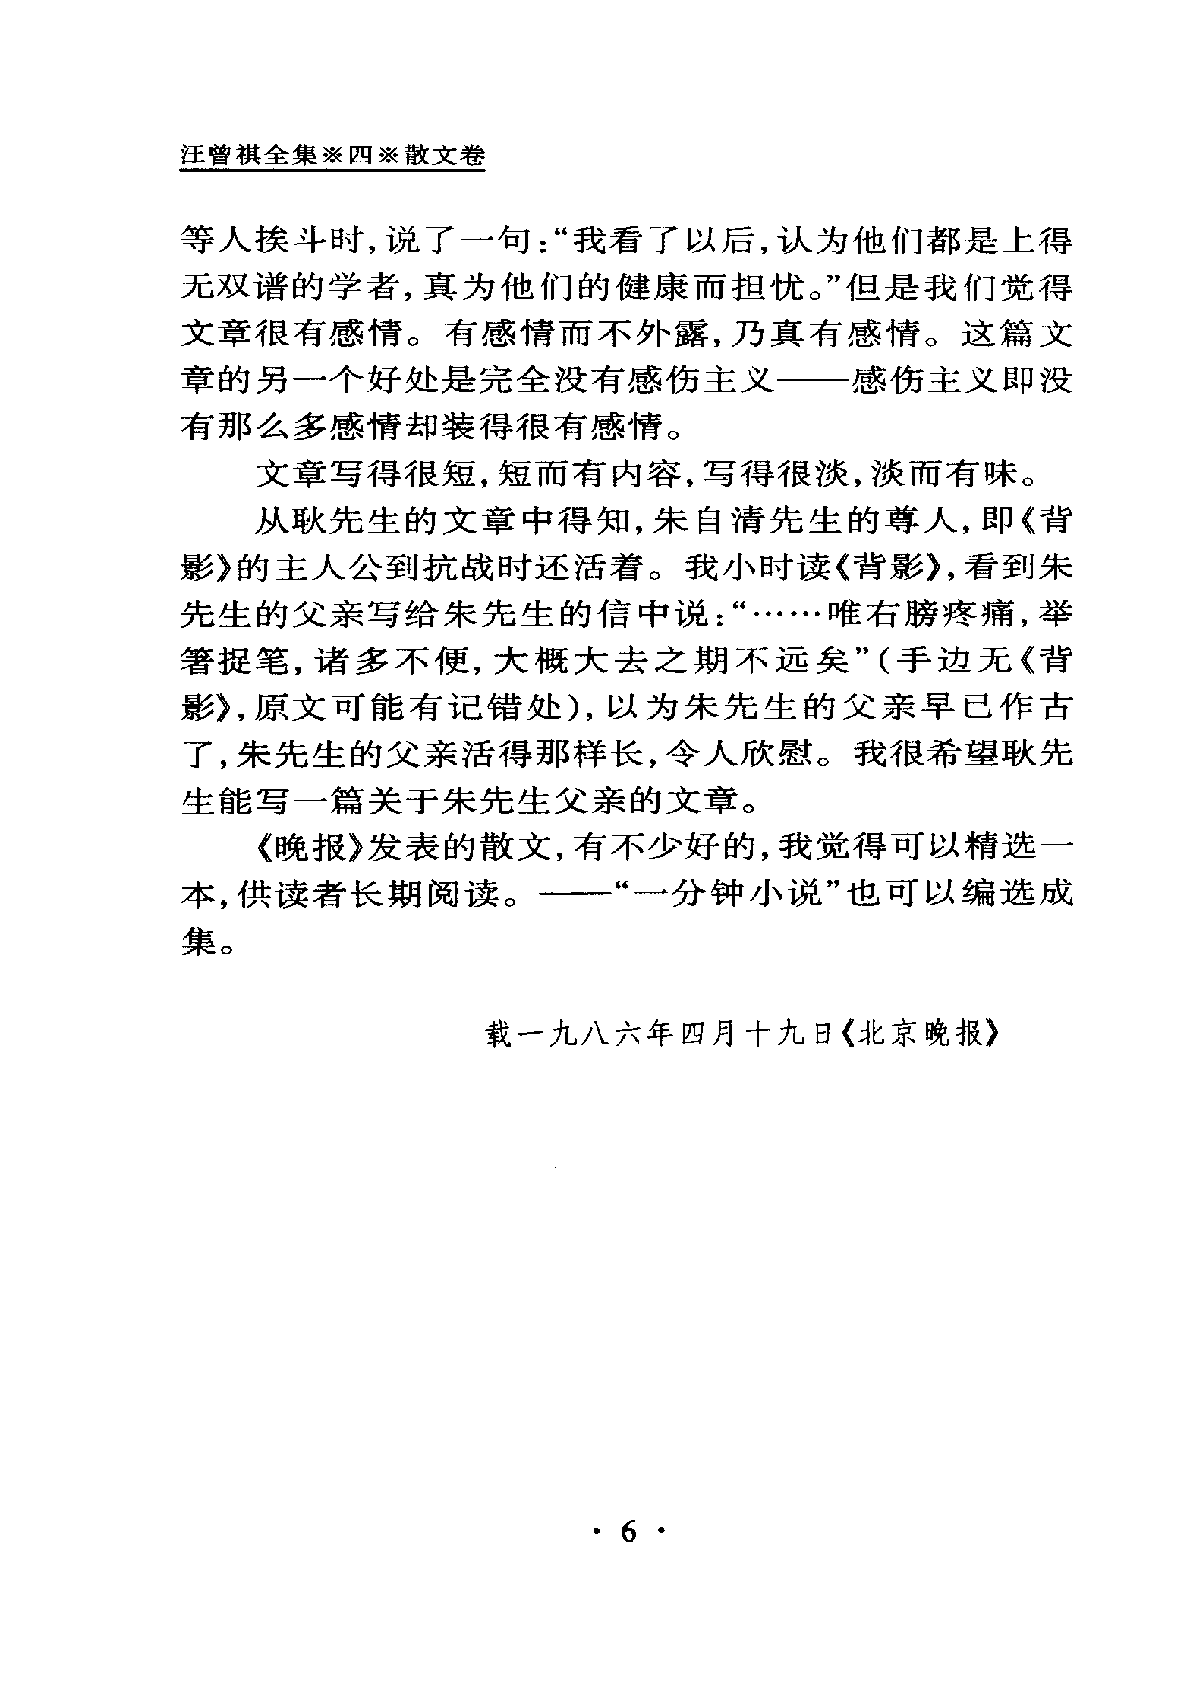 汪曾祺全集※四※散文卷
等人挨斗时，说了一句：“我看了以后，认为他们都是上得
无双谱的学者，真为他们的健康而担忧。”但是我们觉得
文章很有感情。有感情而不外露，乃真有感情。这篇文
章的另一个好处是完全没有感伤主义——感伤主义即没
有那么多感情却装得很有感情。
文章写得很短，短而有内容，写得很淡，淡而有味。
从耿先生的文章中得知，朱自清先生的尊人，即《背
影》的主人公到抗战时还活着。我小时读《背影》，看到朱
先生的父亲写给朱先生的信中说：“……唯右膀疼痛，举
箸捉笔，诸多不便，大概大去之期不远矣”（手边无《背
影》，原文可能有记错处），以为朱先生的父亲早已作古
了，朱先生的父亲活得那样长，令人欣慰。我很希望耿先
生能写一篇关于朱先生父亲的文章。
《晚报》发表的散文，有不少好的，我觉得可以精选一
本，供读者长期阅读。——“一分钟小说”也可以编选成
集。
载一九八六年四月十九日《北京晚报》
· 6 ·